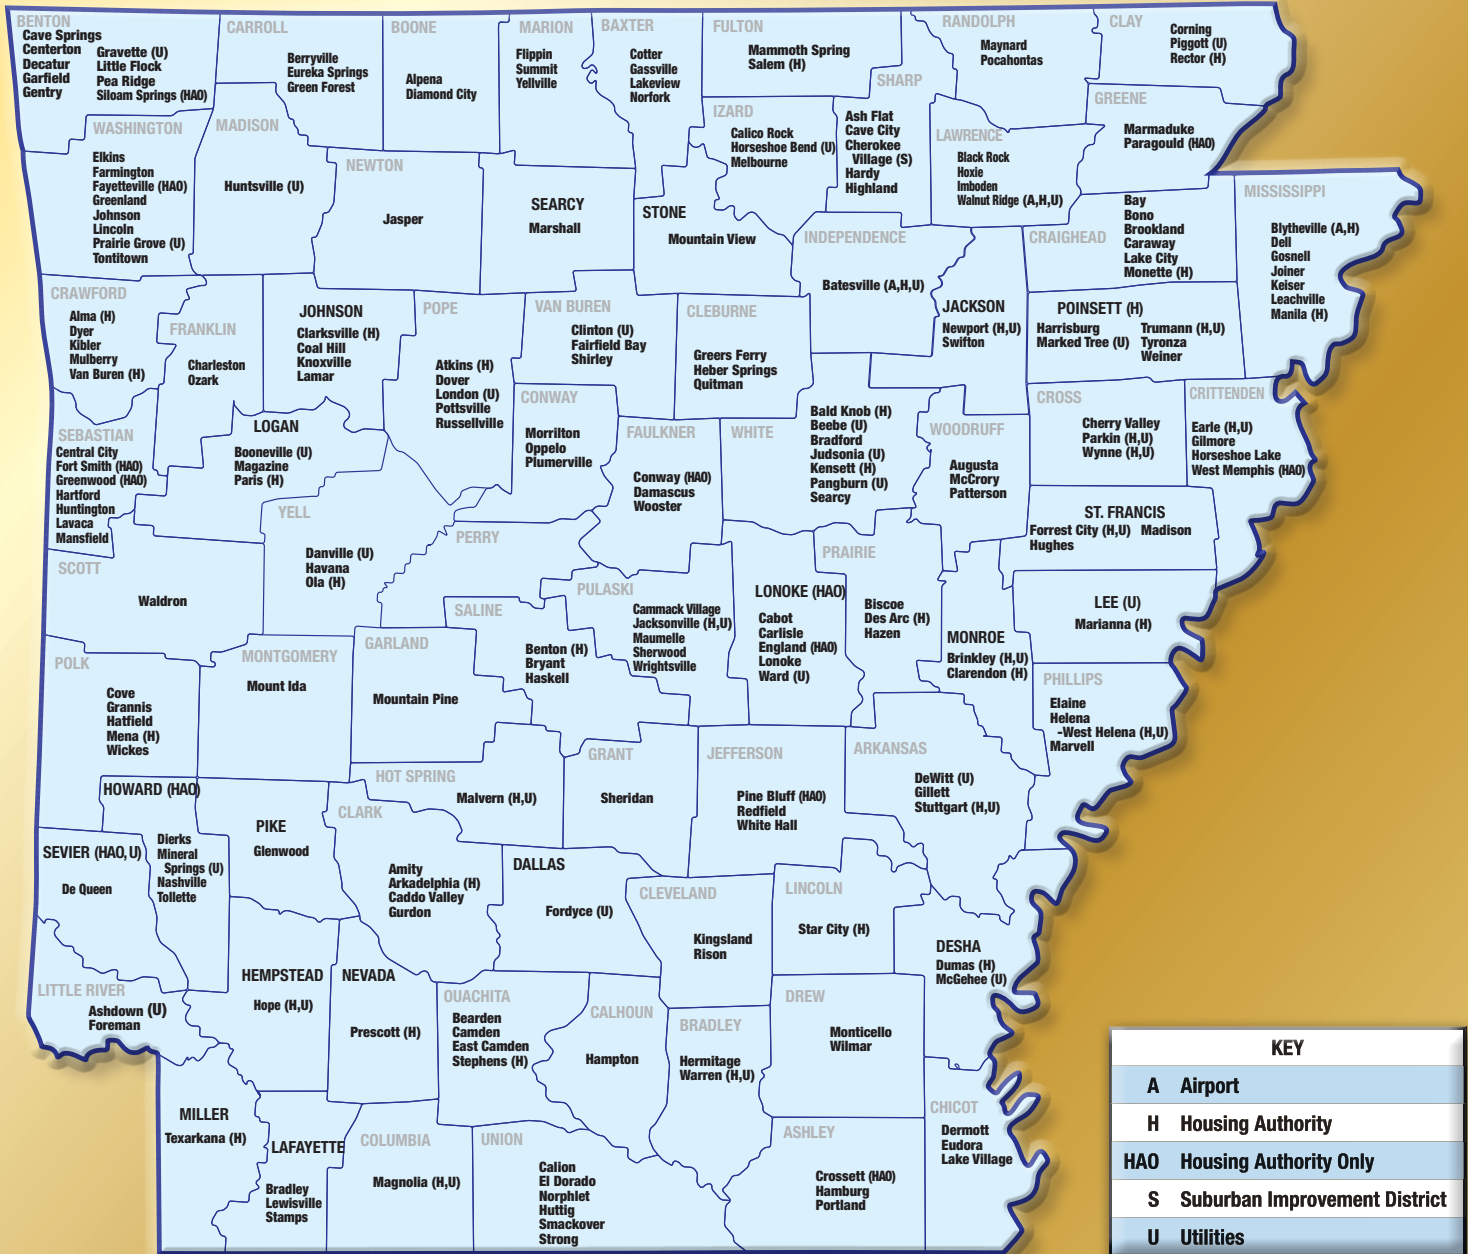 BENTON
Cave Springs
Centerton
Decatur
Garfield
Gentry
Gravette (U)
Little Flock
Pea Ridge
Siloam Springs (HAO)
CARROLL
Berryville
Eureka Springs
Green Forest
BOONE
Alpena
Diamond City
MARION
Flippin
Summit
Yellville
BAXTER
Cotter
Gassville
Lakeview
Norfork
FULTON
Mammoth Spring
Salem (H)
SHARP
Ash Flat
Cave City
Cherokee
Village (S)
Hardy
Highland
RANDOLPH
Maynard
Pocahontas
CLAY
Corning
Piggott (U)
Rector (H)
GREENE
Marmaduke
Paragould (HAO)
WASHINGTON
Elkins
Farmington
Fayetteville (HAO)
Greenland
Johnson
Lincoln
Prairie Grove (U)
Tontitown
MADISON
Huntsville (U)
NEWTON
Jasper
SEARCY
Marshall
STONE
Mountain View
IZARD
Calico Rock
Horseshoe Bend (U)
Melbourne
LAWRENCE
Black Rock
Hoxie
Imboden
Walnut Ridge (A,H,U)
INDEPENDENCE
Batesville (A,H,U)
CRAIGHEAD
Bay
Bono
Brookland
Caraway
Lake City
Monette (H)
MISSISSIPPI
Blytheville (A,H)
Dell
Gosnell
Joiner
Keiser
Leachville
Manila (H)
CRAWFORD
Alma (H)
Dyer
Kibler
Mulberry
Van Buren (H)
FRANKLIN
Charleston
Ozark
JOHNSON
Clarksville (H)
Coal Hill
Knoxville
Lamar
POPE
Atkins (H)
Dover
London (U)
Pottsville
Russellville
VAN BUREN
Clinton (U)
Fairfield Bay
Shirley
CLEBURNE
Greers Ferry
Heber Springs
Quitman
JACKSON
Newport (H,U)
Swifton
POINSETT (H)
Harrisburg
Marked Tree (U)
Trumann (H,U)
Tyronza
Weiner
SEBASTIAN
Central City
Fort Smith (HAO)
Greenwood (HAO)
Hartford
Huntington
Lavaca
Mansfield
LOGAN
Booneville (U)
Magazine
Paris (H)
CONWAY
Morrilton
Oppelo
Plumerville
FAULKNER
Conway (HAO)
Damascus
Wooster
WHITE
Bald Knob (H)
Beebe (U)
Bradford
Judsonia (U)
Kensett (H)
Pangburn (U)
Searcy
WOODRUFF
Augusta
McCrory
Patterson
CROSS
Cherry Valley
Parkin (H,U)
Wynne (H,U)
CRITTENDEN
Earle (H,U)
Gilmore
Horseshoe Lake
West Memphis (HAO)
ST. FRANCIS
Forrest City (H,U) Madison
Hughes
SCOTT
Waldron
YELL
Danville (U)
Havana
Ola (H)
PERRY
SALINE
Benton (H)
Bryant
Haskell
PULASKI
Cammack Village
Jacksonville (H,U)
Maumelle
Sherwood
Wrightsville
LONOKE (HAO)
Cabot
Carlisle
England (HAO)
Lonoke
Ward (U)
PRAIRIE
Biscoe
Des Arc (H)
Hazen
MONROE
Brinkley (H,U)
Clarendon (H)
LEE (U)
Marianna (H)
PHILLIPS
Elaine
Helena
-West Helena (H,U)
Marvell
POLK
Cove
Grannis
Hatfield
Mena (H)
Wickes
MONTGOMERY
Mount Ida
GARLAND
Mountain Pine
HOT SPRING
Malvern (H,U)
GRANT
Sheridan
JEFFERSON
Pine Bluff (HAO)
Redfield
White Hall
ARKANSAS
DeWitt (U)
Gillett
Stuttgart (H,U)
HOWARD (HAO)
Dierks
Mineral
Springs (U)
Nashville
Tollette
SEVIER (HAO, U)
De Queen
PIKE
Glenwood
CLARK
Amity
Arkadelphia (H)
Caddo Valley
Gurdon
DALLAS
Fordyce (U)
CLEVELAND
Kingsland
Rison
LINCOLN
Star City (H)
DESHA
Dumas (H)
McGehee (U)
LITTLE RIVER
Ashdown (U)
Foreman
HEMPSTEAD
Hope (H,U)
NEVADA
Prescott (H)
OUACHITA
Bearden
Camden
East Camden
Stephens (H)
CALHOUN
Hampton
BRADLEY
Hermitage
Warren (H,U)
DREW
Monticello
Wilmar
CHICOT
Dermott
Eudora
Lake Village
MILLER
Texarkana (H)
LAFAYETTE
Bradley
Lewisville
Stamps
COLUMBIA
Magnolia (H,U)
UNION
Calion
El Dorado
Norphlet
Huttig
Smackover
Strong
ASHLEY
Crossett (HAO)
Hamburg
Portland
KEY
A Airport
H Housing Authority
HAO Housing Authority Only
S Suburban Improvement District
U Utilities